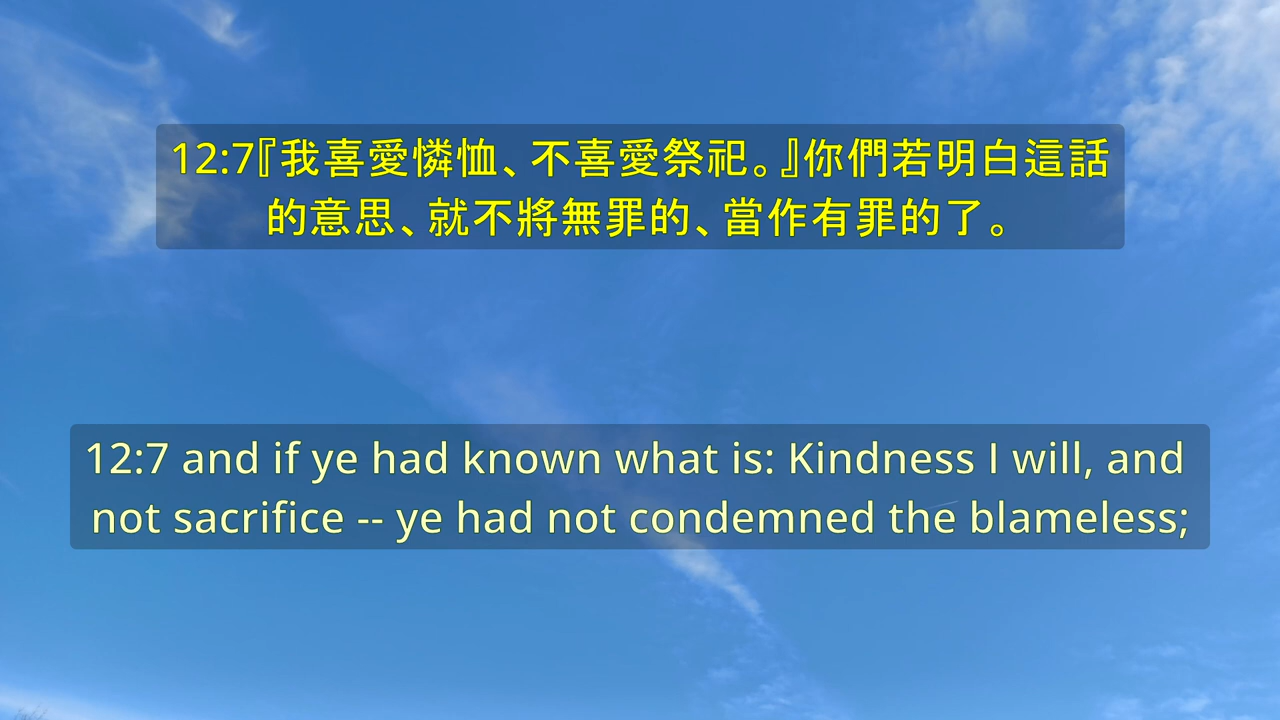 12:7『我喜愛憐恤、不喜愛祭祀。』你們若明白這話
的意思、就不將無罪的、當作有罪的了。
12:7 and if ye had known what is: Kindness I will, and
not sacrifice -- ye had not condemned the blameless;